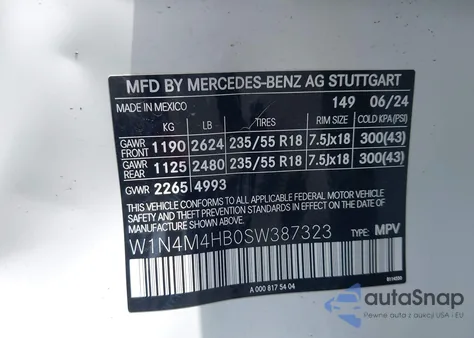 MFD BY MERCEDES-BENZ AG STUTTGART
MADE IN MEXICO 149 06/24
KG LB TIRES RIM SIZE COLD KPA(PSI)
GAWR FRONT 1190 2624 235/55 R18 7.5Jx18 300(43)
GAWR REAR 1125 2480 235/55 R18 7.5Jx18 300(43)
GVWR 2265 4993
THIS VEHICLE CONFORMS TO ALL APPLICABLE FEDERAL MOTOR VEHICLE
SAFETY, BUMPER, AND THEFT PREVENTION STANDARDS IN EFFECT ON THE
DATE OF MANUFACTURE SHOWN ABOVE.
W1N4M4HB0SW387323 TYPE: MPV
A 000 817 54 04
autoSnap
Pewne auta z aukcji USA i EU